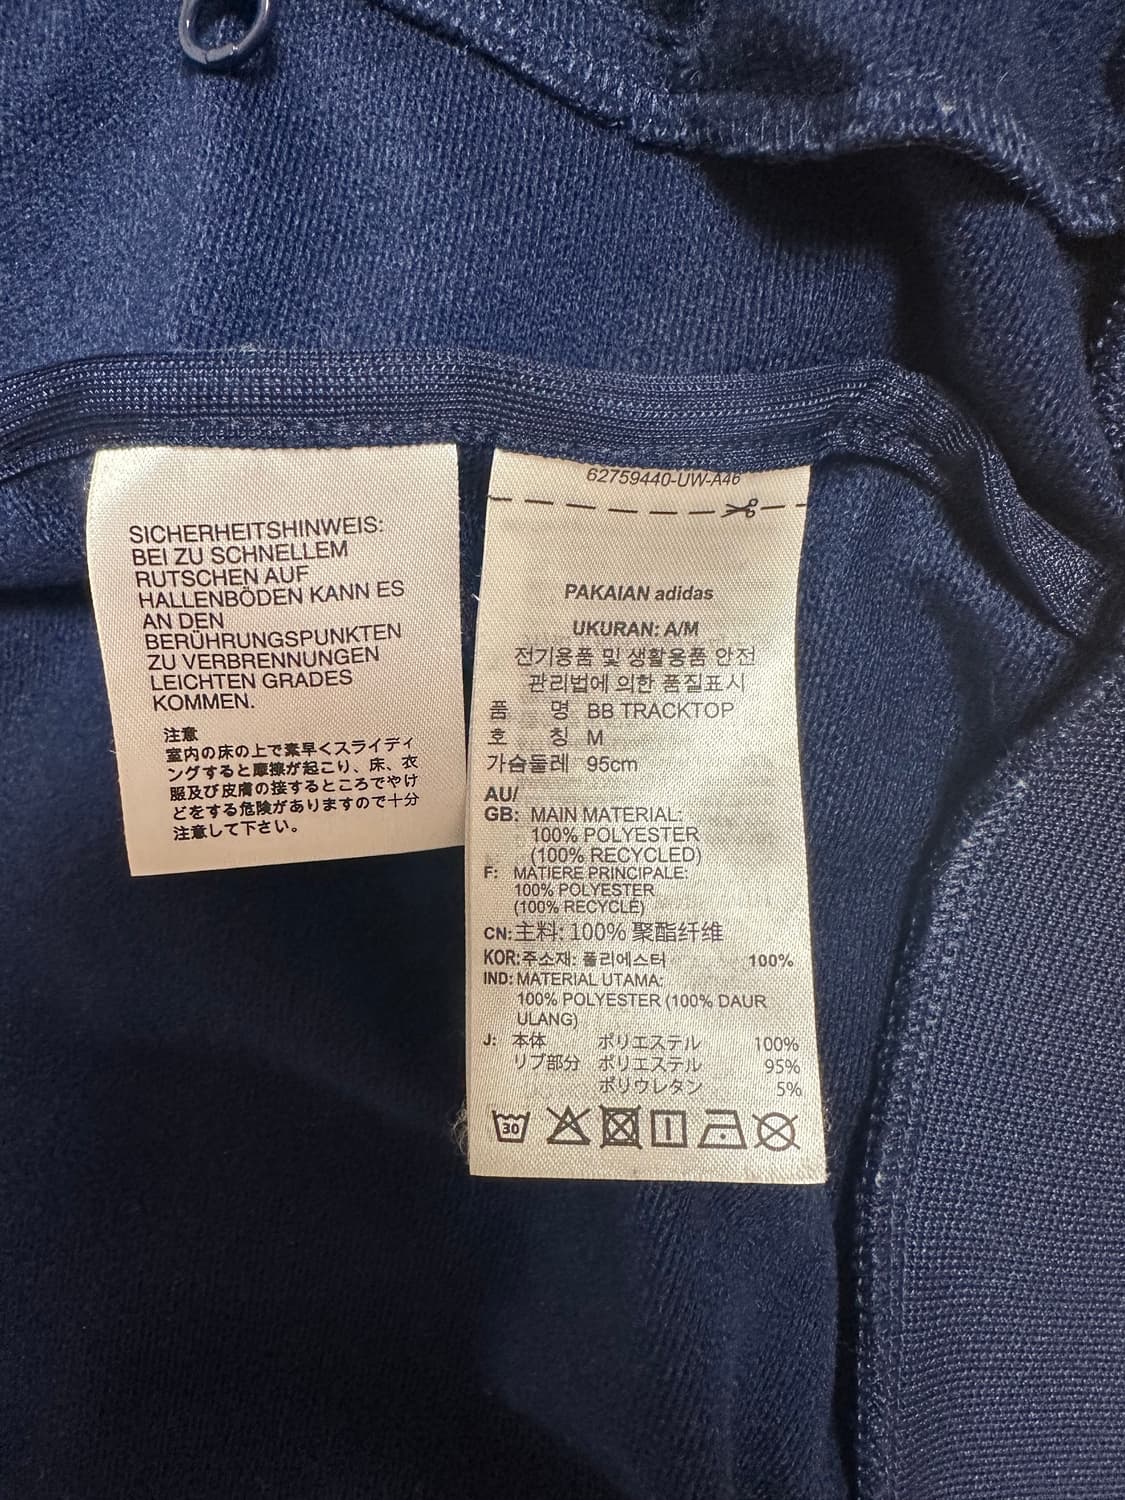 SICHERHEITSHINWEIS:
BEI ZU SCHNELLEM
RUTSCHEN AUF
HALLENBÖDEN KANN ES
AN DEN
BERÜHRUNGSPUNKTEN
ZU VERBRENNUNGEN
LEICHTEN GRADES
KOMMEN.
注意
室内の床の上で素早くスライディ
ングすると摩擦が起こり、床、衣
服及び皮膚の接するところでやけ
どをする危険がありますので十分
注意して下さい。
62759440-UW-A46
PAKAIAN adidas
UKURAN: A/M
전기용품 및 생활용품 안전
관리법에 의한 품질표시
품 명 BB TRACKTOP
호 칭 M
가슴둘레 95cm
AU/
GB: MAIN MATERIAL:
100% POLYESTER
(100% RECYCLED)
F: MATIERE PRINCIPALE:
100% POLYESTER
(100% RECYCLÉ)
CN: 主料: 100% 聚酯纤维
KOR: 주소재: 폴리에스터 100%
IND: MATERIAL UTAMA:
100% POLYESTER (100% DAUR
ULANG)
J: 本体 ポリエステル 100%
リブ部分 ポリエステル 95%
ポリウレタン 5%
30